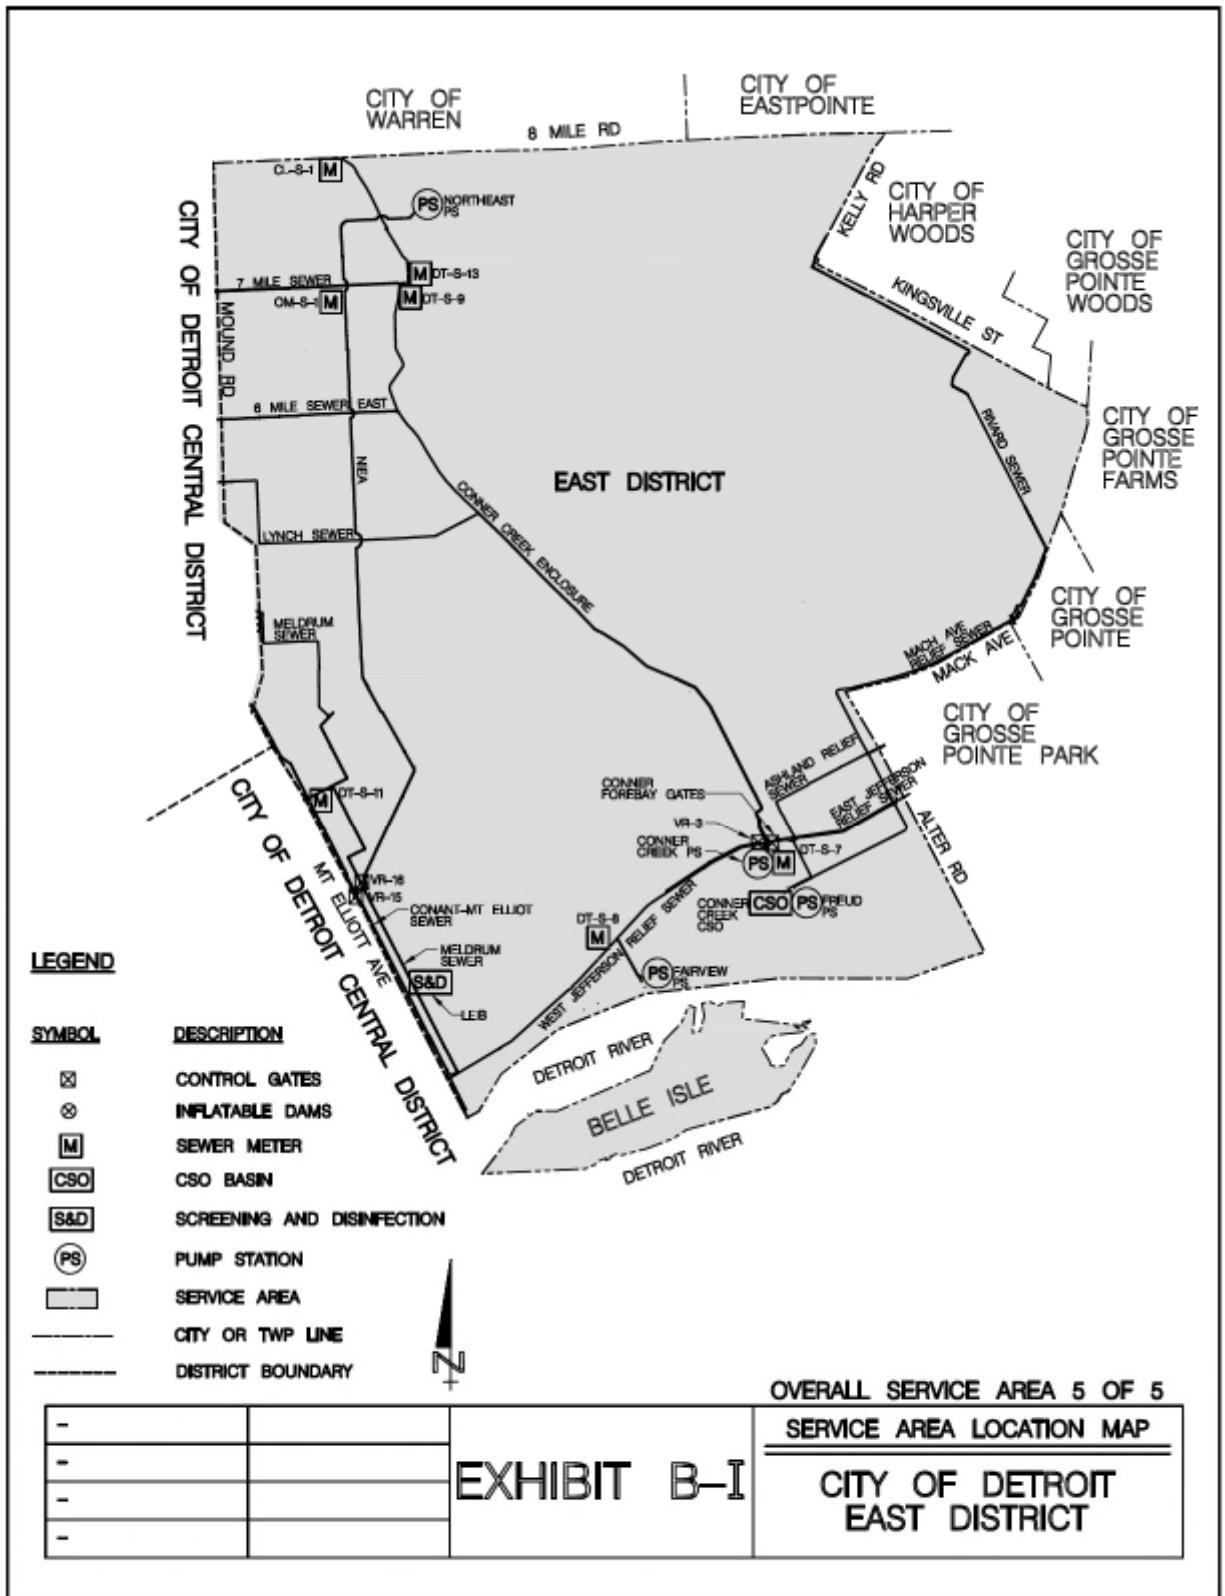 CITY OF
WARREN
8 MILE RD
CITY OF
EASTPOINTE
CL-S-1
M
PS
NORTHEAST
PS
KELLY RD
CITY OF
HARPER
WOODS
CITY OF
GROSSE
POINTE
WOODS
CITY OF DETROIT CENTRAL DISTRICT
7 MILE SEWER
M
DT-S-13
OM-S-1
M
M
DT-S-9
MOUND RD
KINGSVILLE ST
6 MILE SEWER EAST
CITY OF
GROSSE
POINTE
FARMS
RIVARD SEWER
NIEA
EAST DISTRICT
CONNER CREEK ENCLOSURE
LYNCH SEWER
MELDRUM
SEWER
CITY OF
GROSSE
POINTE
MACH AVE
RELIEF SEWER
MACK AVE
CITY OF
GROSSE
POINTE PARK
CITY OF DETROIT CENTRAL DISTRICT
M
DT-S-11
CONNER
FOREBAY GATES
ASHLAND RELIEF
SEWER
EAST JEFFERSON
RELIEF SEWER
ALTER RD
VR-3
CONNER
CREEK PS
PS
M
DT-S-7
MT ELLIOTT AVE
VR-16
VR-15
CONANT-MT ELLIOT
SEWER
CONNER
CREEK
CSO
CSO
PS
FREUD
PS
DT-S-8
M
WEST JEFFERSON RELIEF SEWER
MELDRUM
SEWER
S&D
LEIB
PS
FAIRVIEW
PS
DETROIT RIVER
BELLE ISLE
DETROIT RIVER
LEGEND
SYMBOL DESCRIPTION
CONTROL GATES
INFLATABLE DAMS
M SEWER METER
CSO CSO BASIN
S&D SCREENING AND DISINFECTION
PS PUMP STATION
SERVICE AREA
CITY OR TWP LINE
DISTRICT BOUNDARY
N
OVERALL SERVICE AREA 5 OF 5
-
-
-
-
EXHIBIT B-I
SERVICE AREA LOCATION MAP
CITY OF DETROIT
EAST DISTRICT